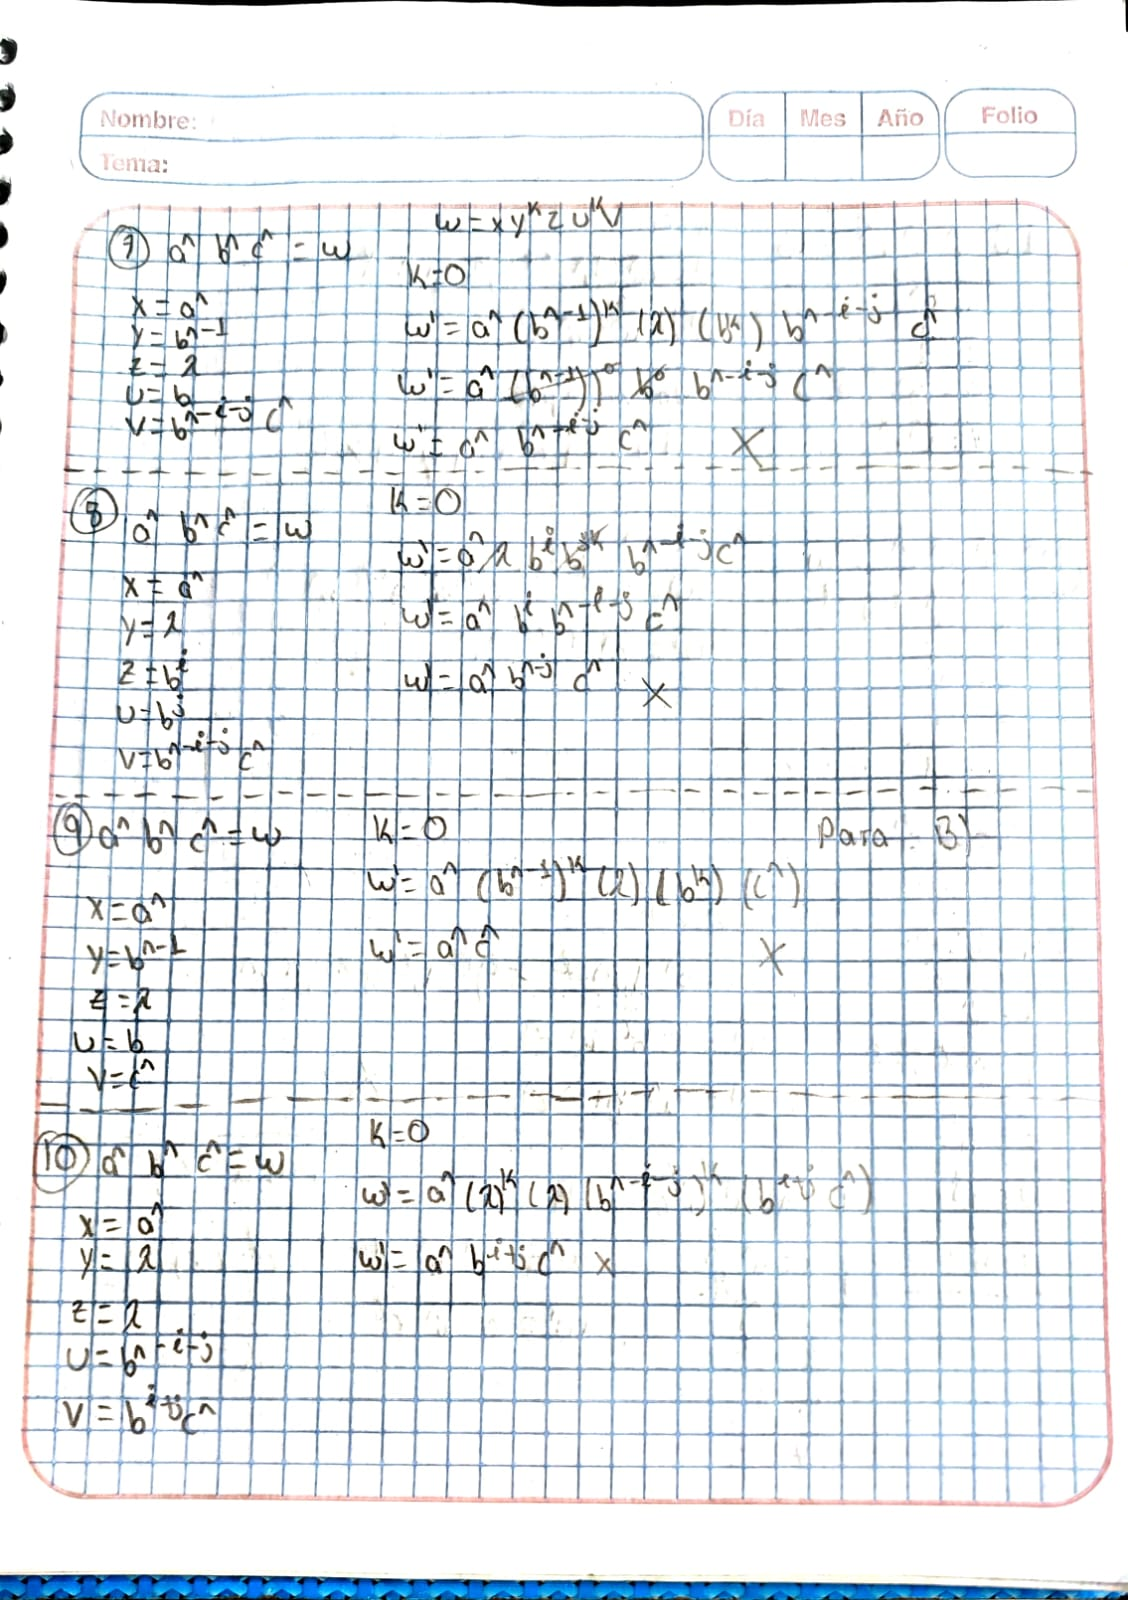 Nombre:
Tema:
Día Mes Año Folio
w = x y^k z u^k v
⑦ a^n b^n c^n = w
k=0
x = a^n
w' = a^n (b^n-1)^k (λ) (b^k) b^n-i-j c^n
y = b^n-1
z = λ
w' = a^n (b^n-1)^0 b^0 b^n-i-j c^n
u = b
v = b^n-i-j c^n
w' = a^n b^n-i-j c^n X
⑧ a^n b^n c^n = w
k=0
w' = a^n λ b^i b^jk b^n-i-j c^n
x = a^n
w' = a^n b^i b^n-i-j c^n
y = λ
z = b^i
w' = a^n b^n-j c^n X
u = b^j
v = b^n-i-j c^n
⑨ a^n b^n c^n = w
k=0
Para B)
w' = a^n (b^n-1)^k (λ) (b^k) (c^n)
x = a^n
w' = a^n c^n X
y = b^n-1
z = λ
u = b
v = c^n
⑩ a^n b^n c^n = w
k=0
w' = a^n (λ)^k (λ) (b^n-i-j)^k (b^i+j c^n)
x = a^n
y = λ
w' = a^n b^i+j c^n x
z = λ
u = b^n-i-j
v = b^i+j c^n